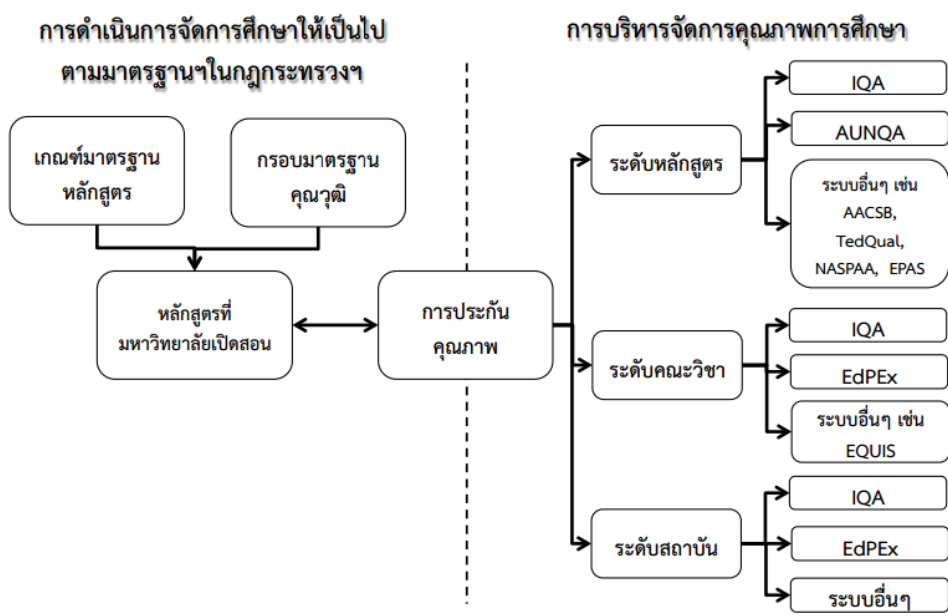 การดำเนินการจัดการศึกษาให้เป็นไป
ตามมาตรฐานฯในกฎกระทรวงฯ
เกณฑ์มาตรฐาน
หลักสูตร
กรอบมาตรฐาน
คุณวุฒิ
หลักสูตรที่
มหาวิทยาลัยเปิดสอน
การประกัน
คุณภาพ
การบริหารจัดการคุณภาพการศึกษา
ระดับหลักสูตร
IQA
AUNQA
ระบบอื่นๆ เช่น
AACSB,
TedQual,
NASPAA, EPAS
ระดับคณะวิชา
IQA
EdPEx
ระบบอื่นๆ เช่น
EQUIS
ระดับสถาบัน
IQA
EdPEx
ระบบอื่นๆ